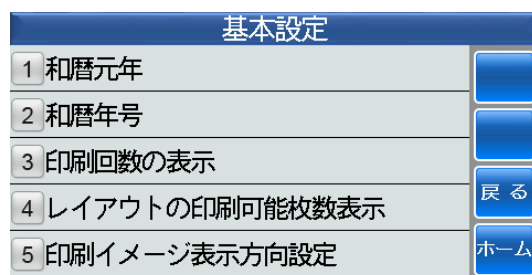 基本設定
1 和暦元年
2 和暦年号
3 印刷回数の表示
4 レイアウトの印刷可能枚数表示
5 印刷イメージ表示方向設定
戻る
ホーム